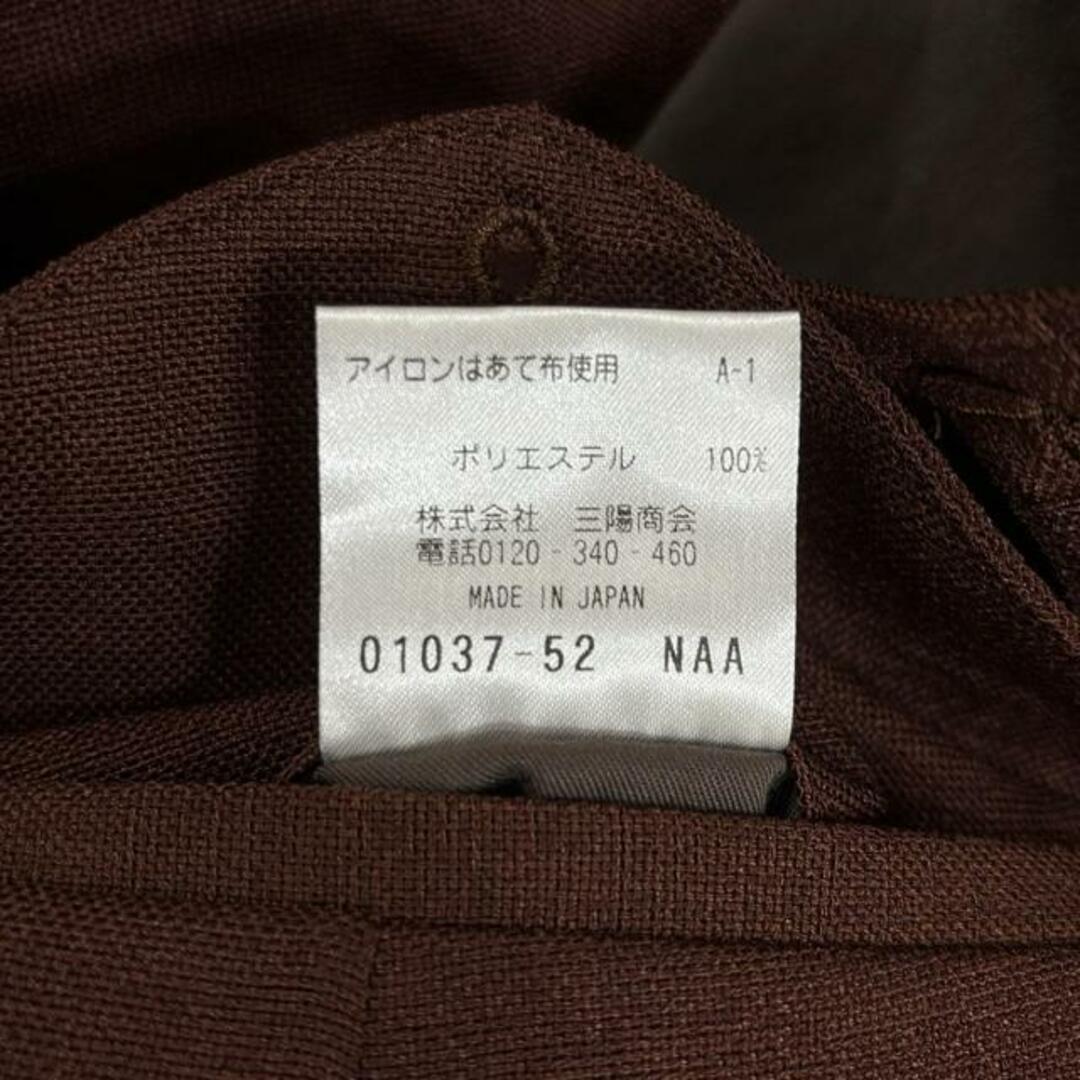 アイロンはあて布使用 A-1
ポリエステル 100%
株式会社 三陽商会
電話0120-340-460
MADE IN JAPAN
01037-52 NAA